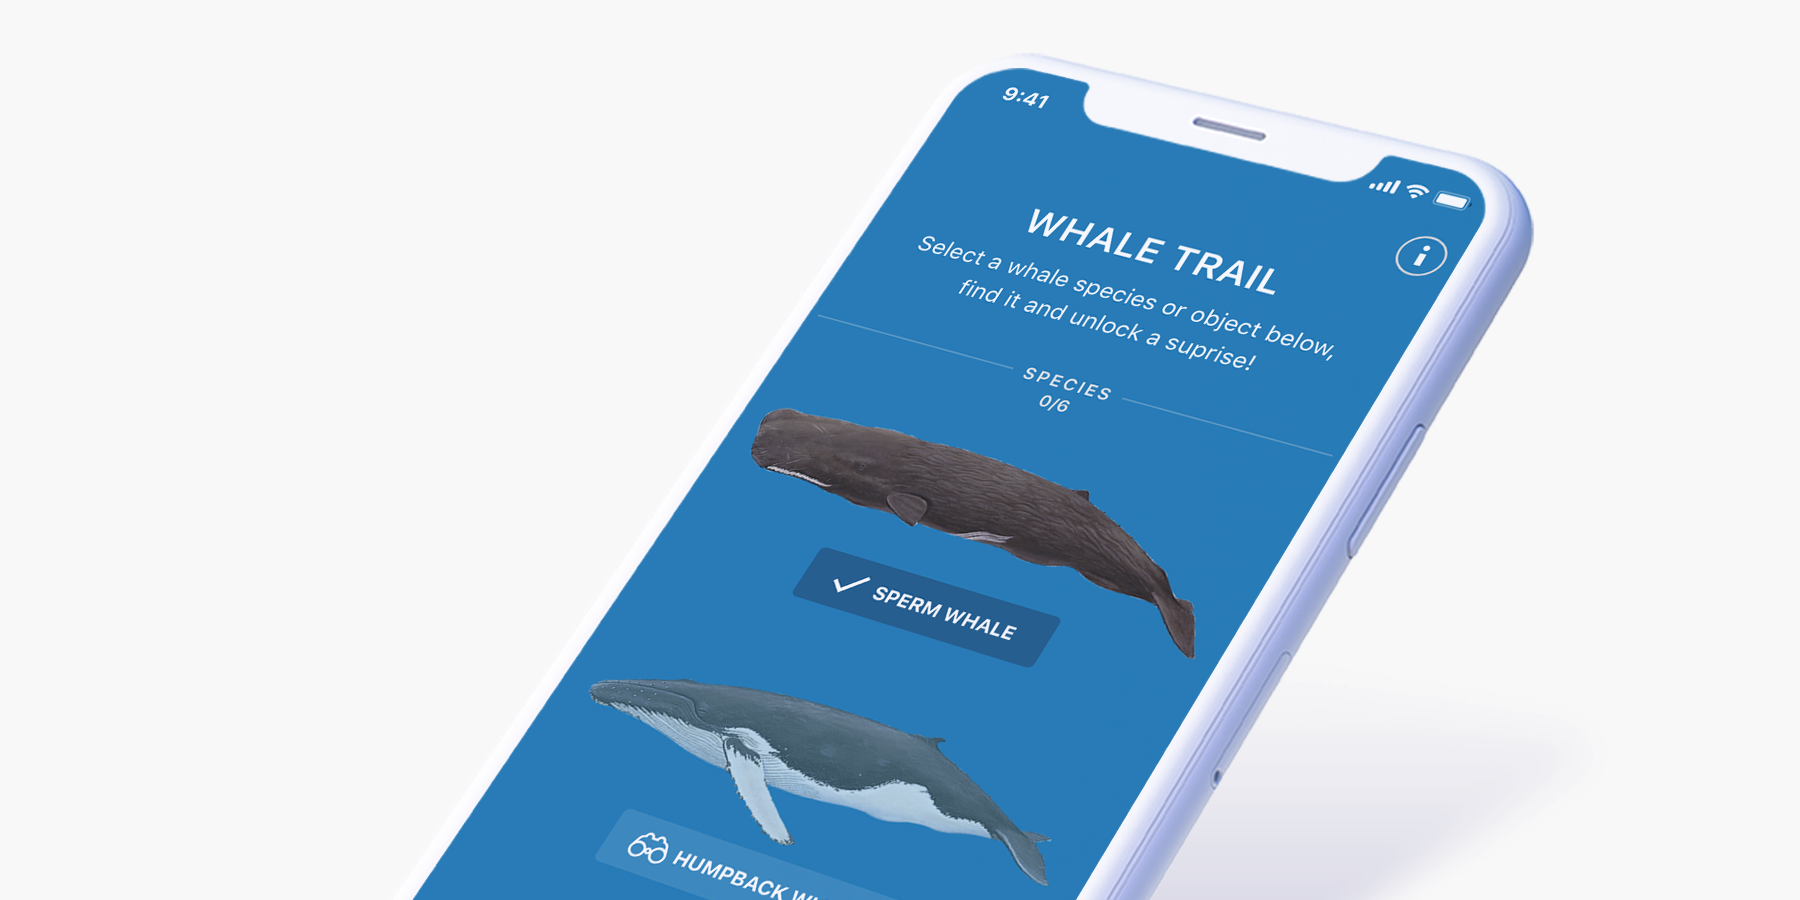 9:41
WHALE TRAIL
Select a whale species or object below,
find it and unlock a suprise!
SPECIES
0/6
SPERM WHALE
HUMPBACK